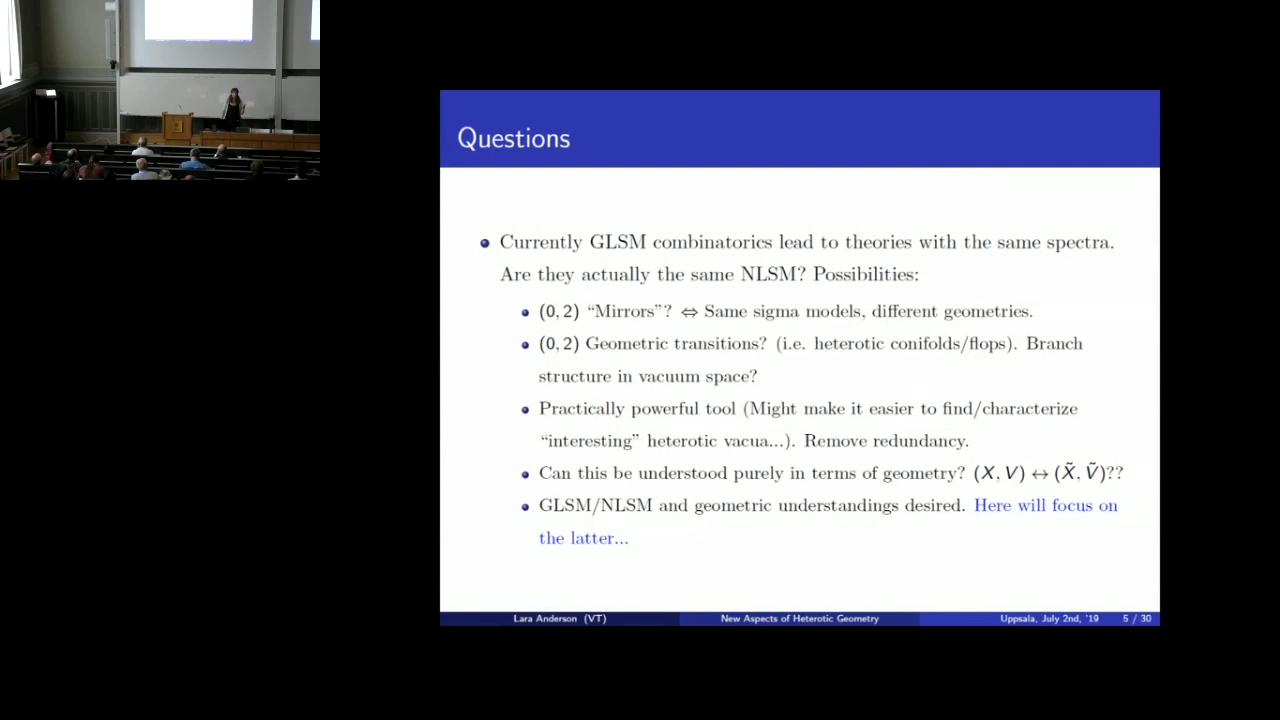 Questions
Currently GLSM combinatorics lead to theories with the same spectra.
Are they actually the same NLSM? Possibilities:
(0, 2) “Mirrors”? ⇔ Same sigma models, different geometries.
(0, 2) Geometric transitions? (i.e. heterotic conifolds/flops). Branch
structure in vacuum space?
Practically powerful tool (Might make it easier to find/characterize
“interesting” heterotic vacua...). Remove redundancy.
Can this be understood purely in terms of geometry? (X, V) ↔ (X̃, Ṽ)??
GLSM/NLSM and geometric understandings desired. Here will focus on
the latter...
Lara Anderson (VT) New Aspects of Heterotic Geometry Uppsala, July 2nd, '19 5 / 30